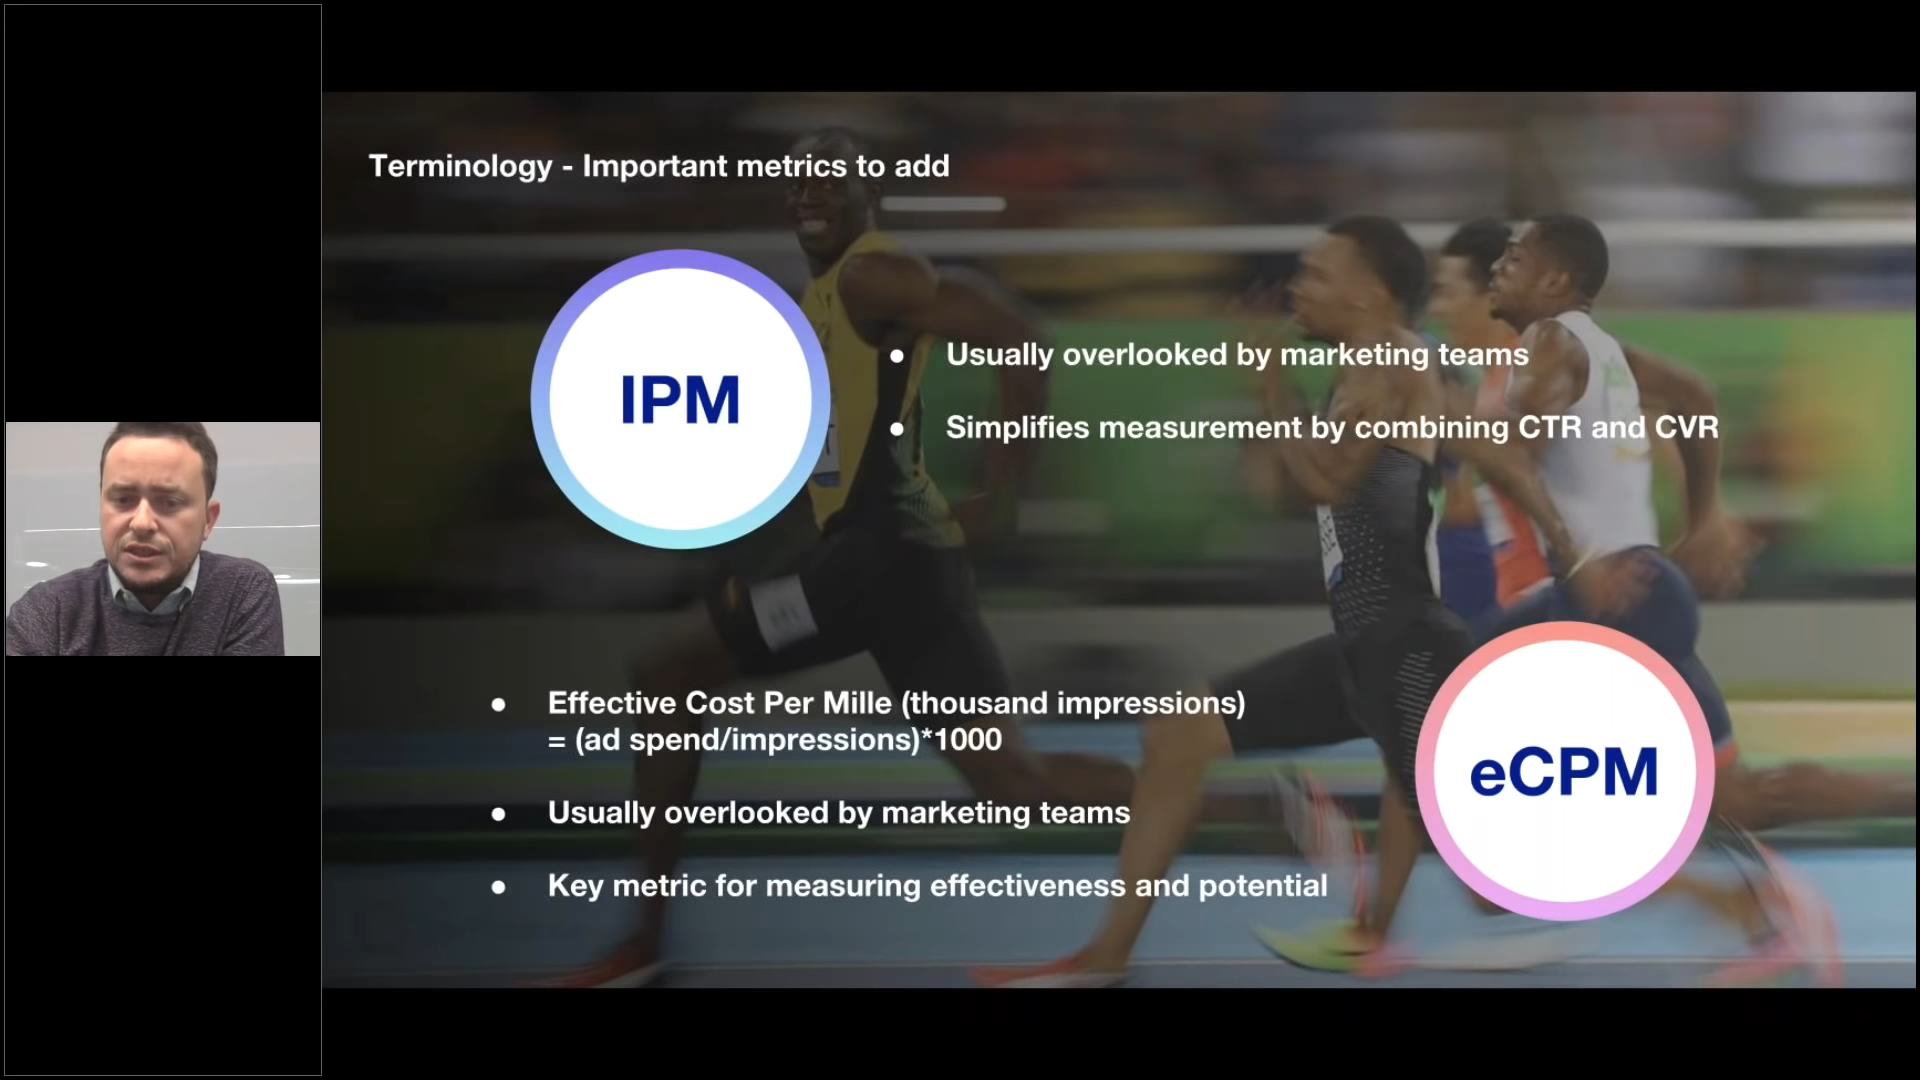 Terminology - Important metrics to add
IPM
● Usually overlooked by marketing teams
● Simplifies measurement by combining CTR and CVR
● Effective Cost Per Mille (thousand impressions)
= (ad spend/impressions)*1000
● Usually overlooked by marketing teams
● Key metric for measuring effectiveness and potential
eCPM